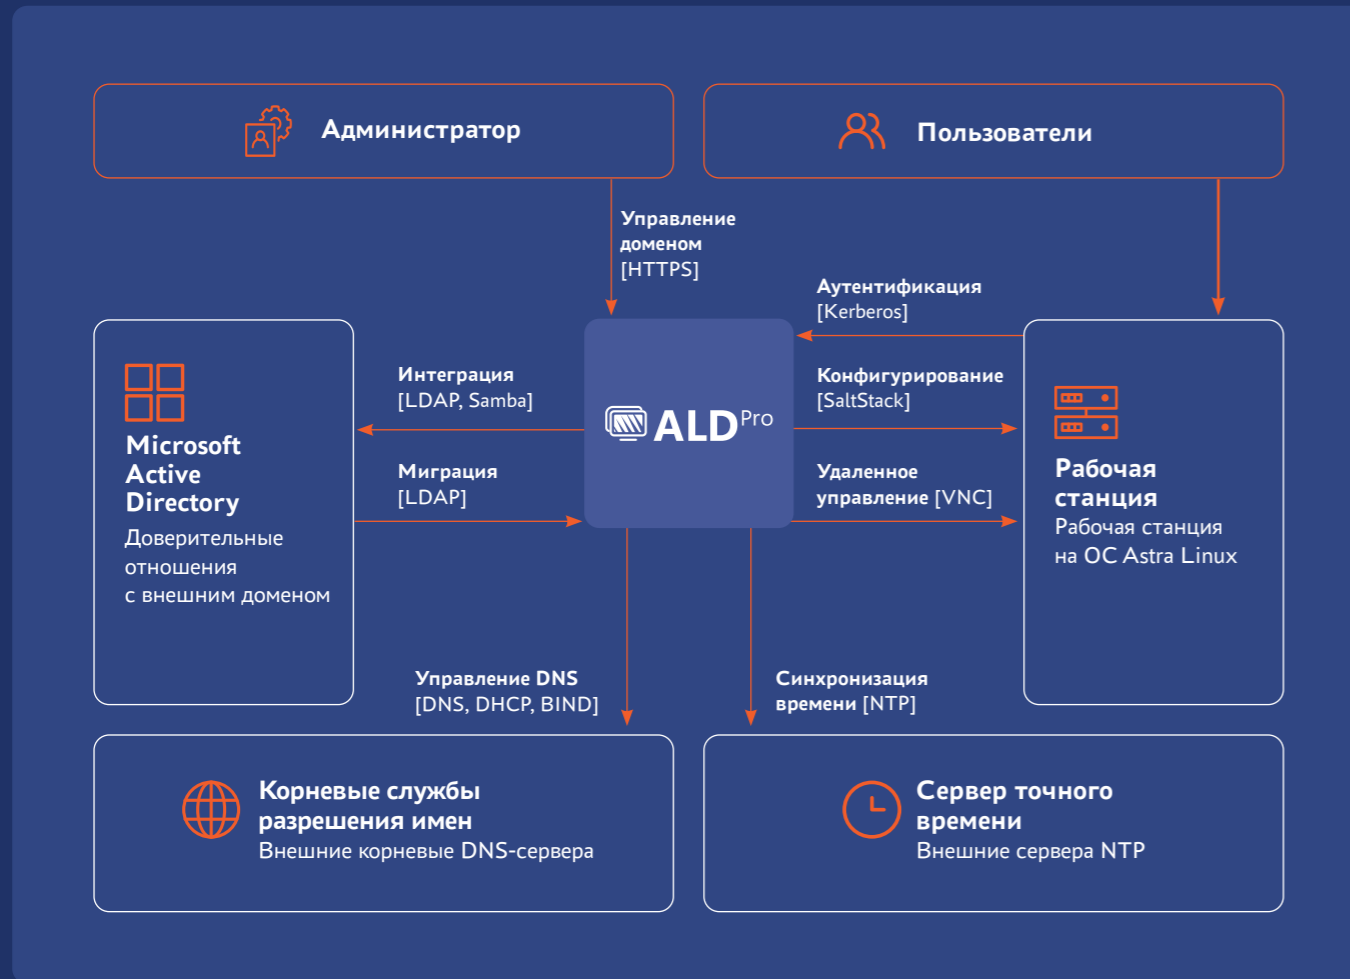 Администратор
Пользователи
Управление
доменом
[HTTPS]
Аутентификация
[Kerberos]
Интеграция
[LDAP, Samba]
Конфигурирование
[SaltStack]
ALD Pro
Microsoft
Active
Directory
Доверительные
отношения
с внешним доменом
Миграция
[LDAP]
Удаленное
управление [VNC]
Рабочая
станция
Рабочая станция
на ОС Astra Linux
Управление DNS
[DNS, DHCP, BIND]
Синхронизация
времени [NTP]
Корневые службы
разрешения имен
Внешние корневые DNS-сервера
Сервер точного
времени
Внешние сервера NTP